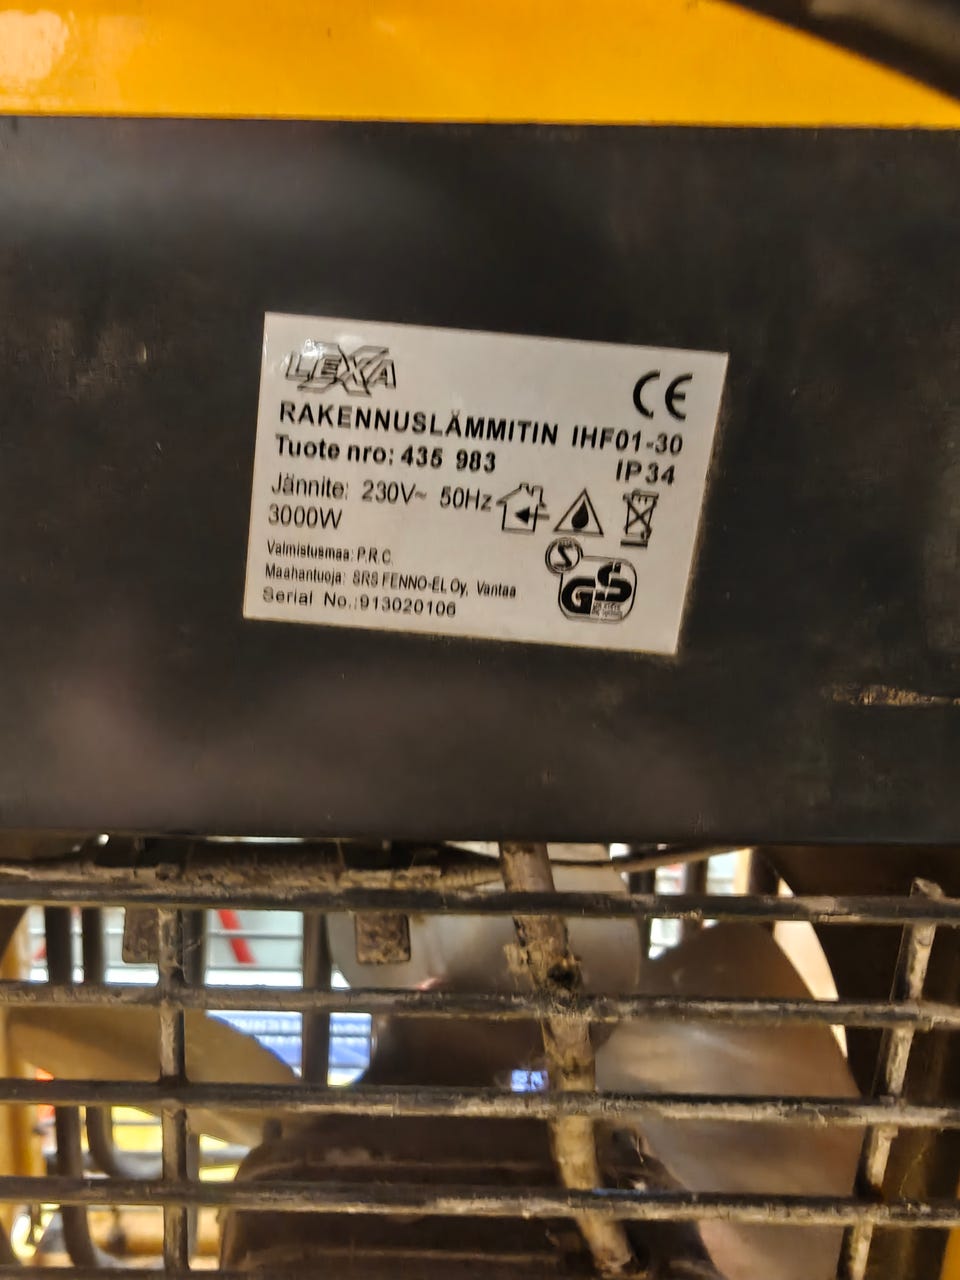 LEXA
CE
RAKENNUSLÄMMITIN IHF01-30
Tuote nro: 435 983 IP34
Jännite: 230V~ 50Hz
3000W
Valmistusmaa: P.R.C.
Maahantuoja: SRS FENNO-EL Oy, Vantaa
Serial No.:913020106
S
GS